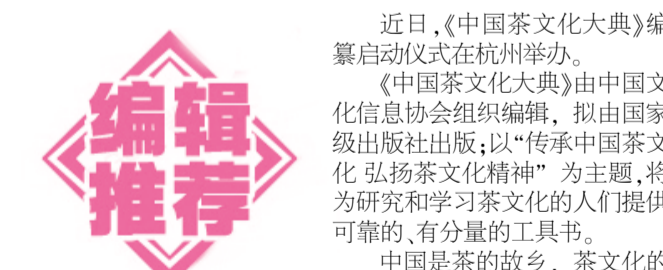 编辑
推荐
近日，《中国茶文化大典》编
纂启动仪式在杭州举办。
《中国茶文化大典》由中国文
化信息协会组织编辑，拟由国家
级出版社出版；以“传承中国茶文
化 弘扬茶文化精神”为主题，将
为研究和学习茶文化的人们提供
可靠的、有分量的工具书。
中国是茶的故乡，茶文化的